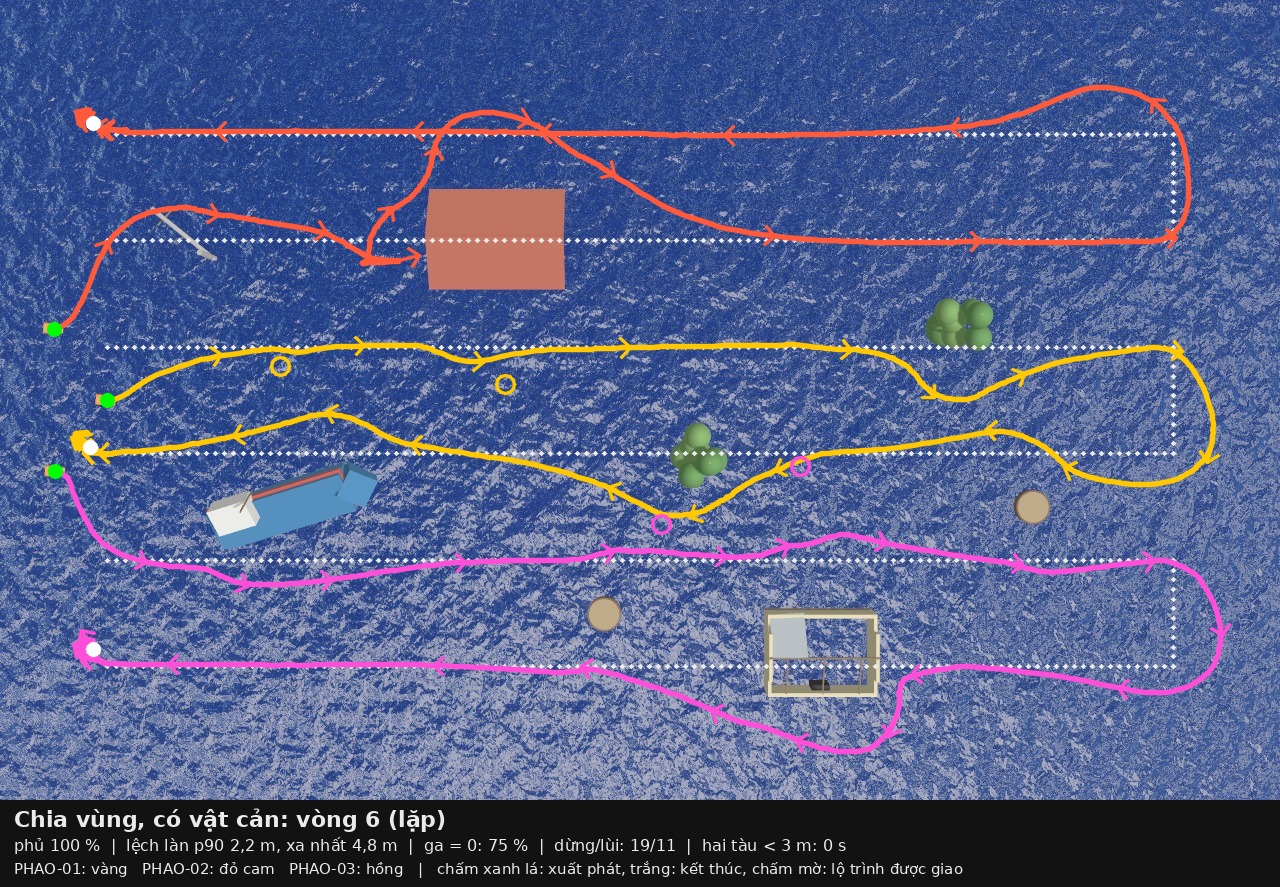 Chia vùng, có vật cản: vòng 6 (lặp)
phủ 100 % | lệch làn p90 2,2 m, xa nhất 4,8 m | ga = 0: 75 % | dừng/lùi: 19/11 | hai tàu < 3 m: 0 s
PHAO-01: vàng PHAO-02: đỏ cam PHAO-03: hồng | chấm xanh lá: xuất phát, trắng: kết thúc, chấm mờ: lộ trình được giao